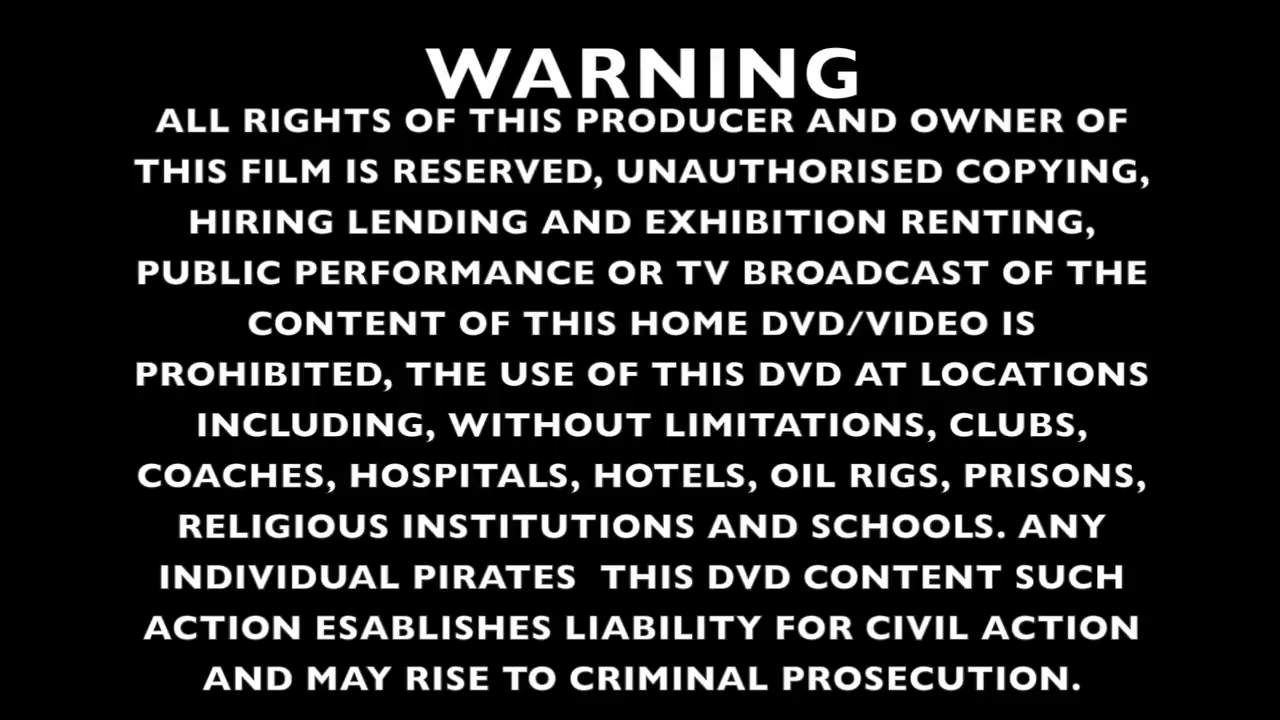 WARNING
ALL RIGHTS OF THIS PRODUCER AND OWNER OF
THIS FILM IS RESERVED, UNAUTHORISED COPYING,
HIRING LENDING AND EXHIBITION RENTING,
PUBLIC PERFORMANCE OR TV BROADCAST OF THE
CONTENT OF THIS HOME DVD/VIDEO IS
PROHIBITED, THE USE OF THIS DVD AT LOCATIONS
INCLUDING, WITHOUT LIMITATIONS, CLUBS,
COACHES, HOSPITALS, HOTELS, OIL RIGS, PRISONS,
RELIGIOUS INSTITUTIONS AND SCHOOLS. ANY
INDIVIDUAL PIRATES  THIS DVD CONTENT SUCH
ACTION ESABLISHES LIABILITY FOR CIVIL ACTION
AND MAY RISE TO CRIMINAL PROSECUTION.